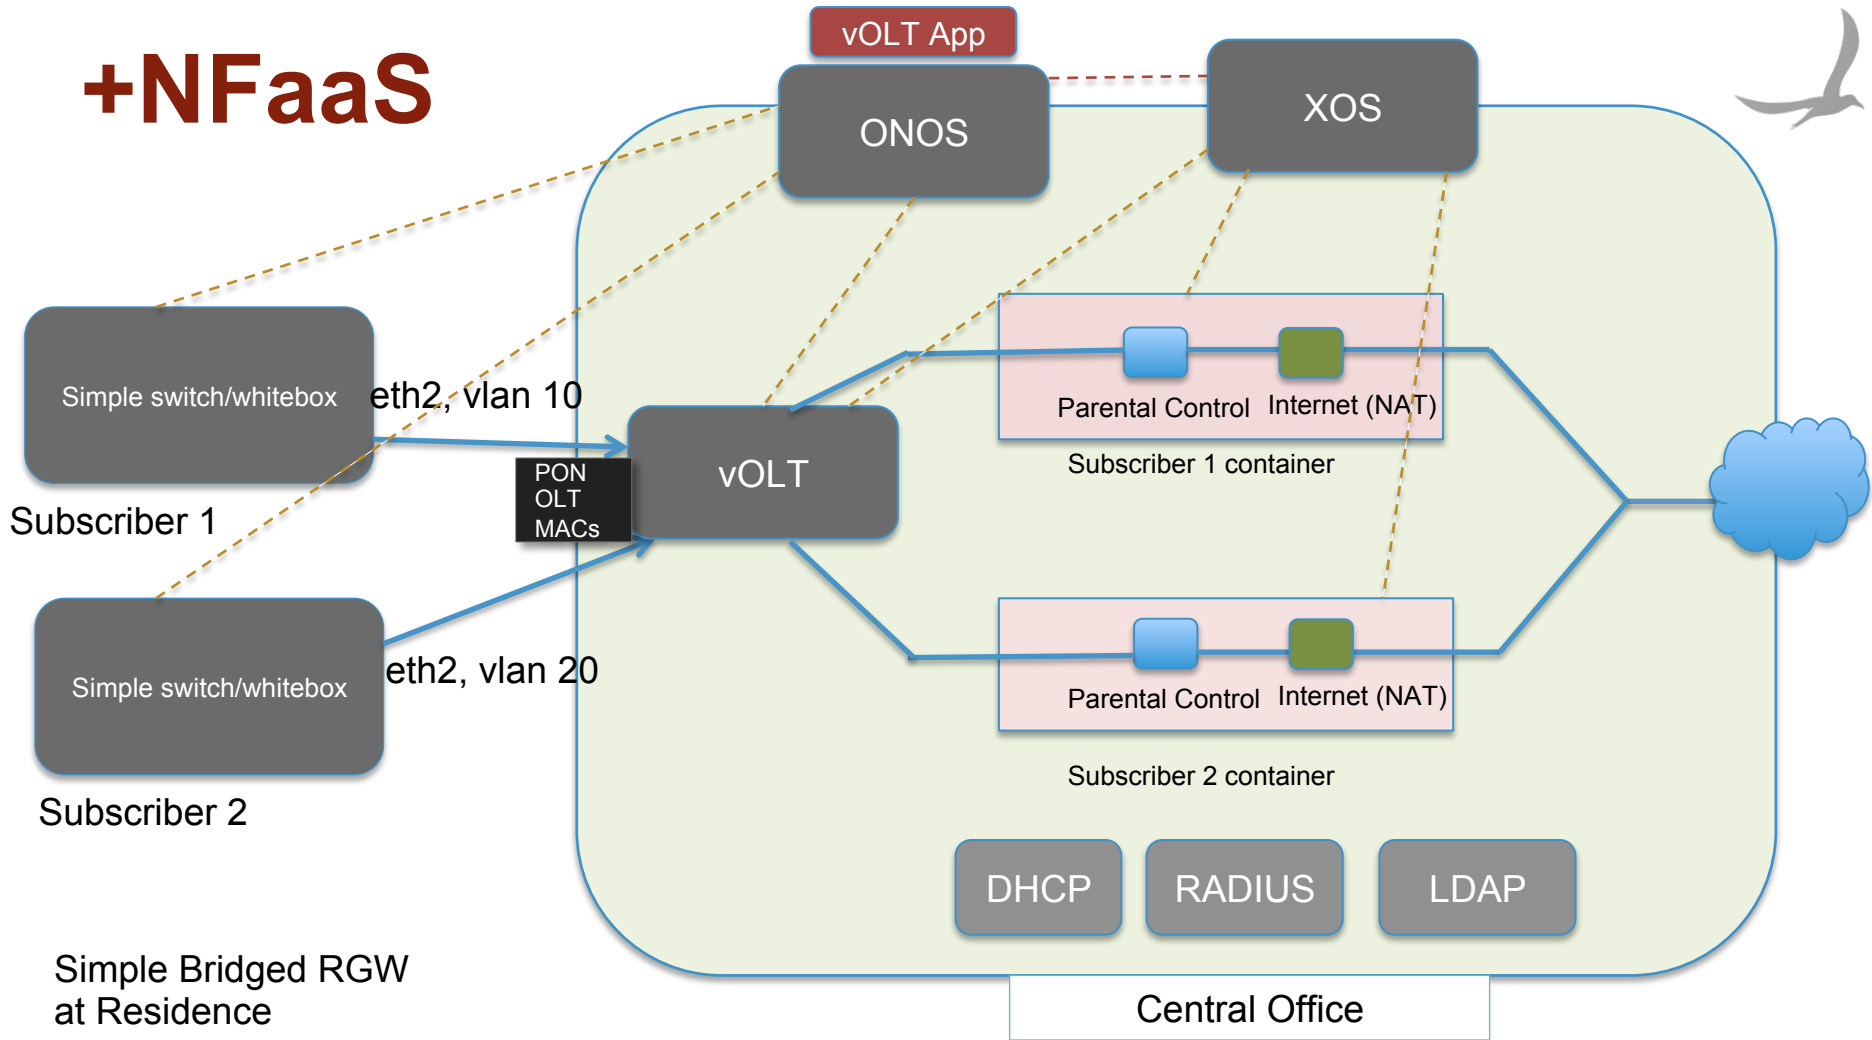 +NFaaS
vOLT App
ONOS
XOS
Simple switch/whitebox
eth2, vlan 10
Subscriber 1
PON
OLT
MACs
vOLT
Parental Control
Internet (NAT)
Subscriber 1 container
Simple switch/whitebox
eth2, vlan 20
Subscriber 2
Parental Control
Internet (NAT)
Subscriber 2 container
DHCP
RADIUS
LDAP
Simple Bridged RGW
at Residence
Central Office